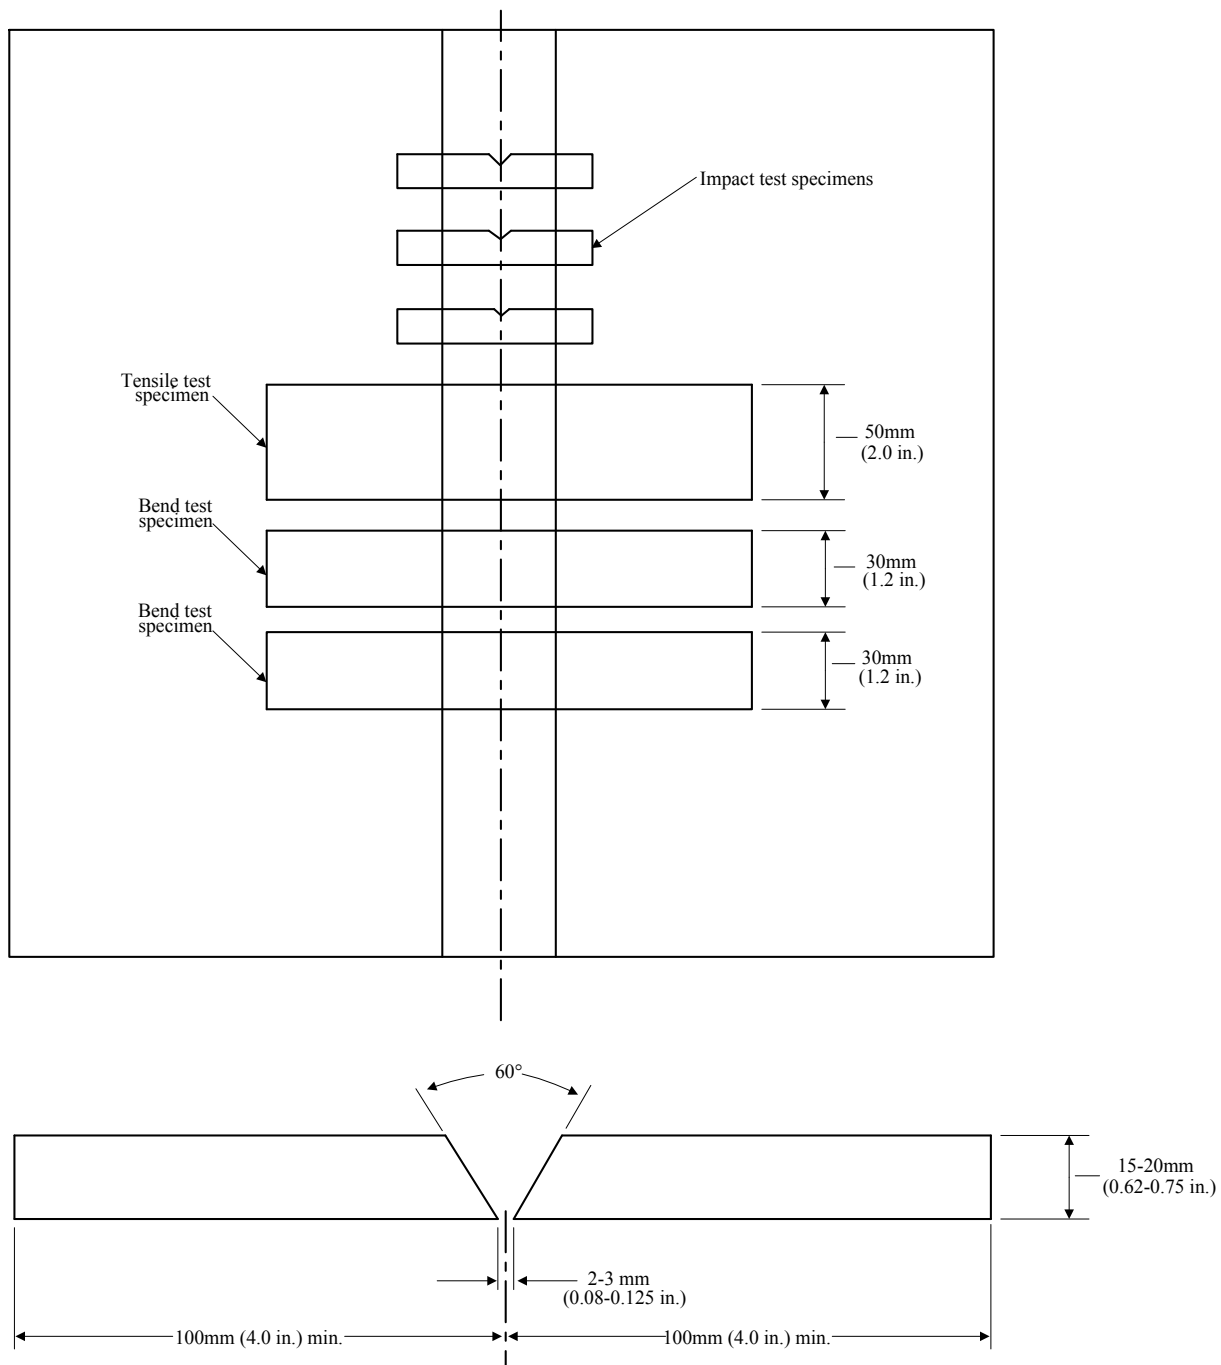 Impact test specimens
Tensile test
specimen
50mm
(2.0 in.)
Bend test
specimen
30mm
(1.2 in.)
Bend test
specimen
30mm
(1.2 in.)
60°
15-20mm
(0.62-0.75 in.)
2-3 mm
(0.08-0.125 in.)
100mm (4.0 in.) min.
100mm (4.0 in.) min.